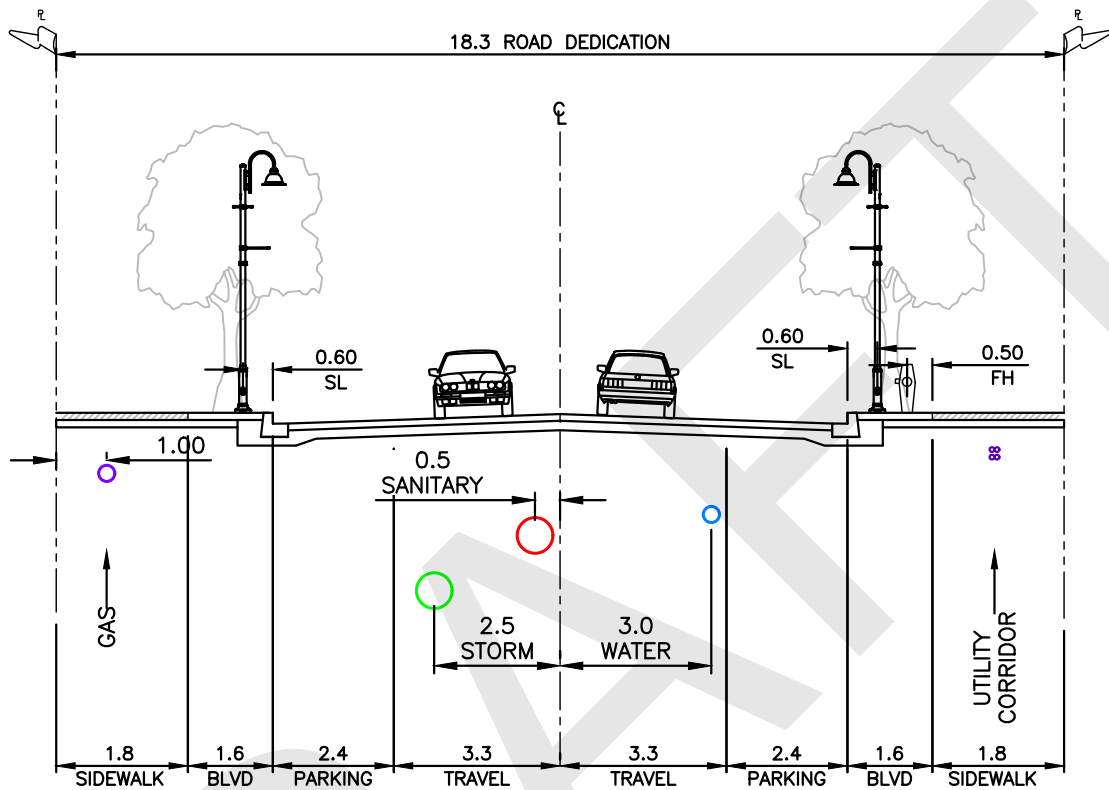 PL
PL
18.3 ROAD DEDICATION
CL
0.60
SL
0.60
SL
0.50
FH
1.00
0.5
SANITARY
GAS
2.5
STORM
3.0
WATER
UTILITY
CORRIDOR
1.8
SIDEWALK
1.6
BLVD
2.4
PARKING
3.3
TRAVEL
3.3
TRAVEL
2.4
PARKING
1.6
BLVD
1.8
SIDEWALK